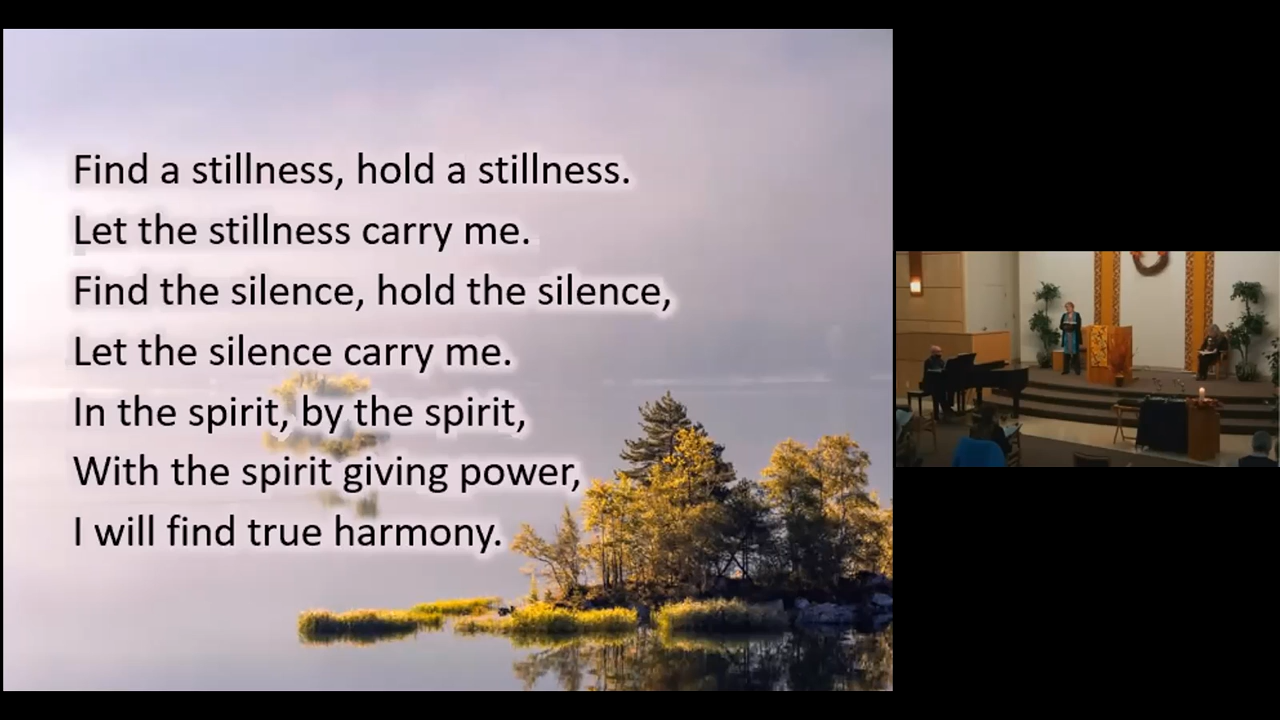 Find a stillness, hold a stillness.
Let the stillness carry me.
Find the silence, hold the silence,
Let the silence carry me.
In the spirit, by the spirit,
With the spirit giving power,
I will find true harmony.